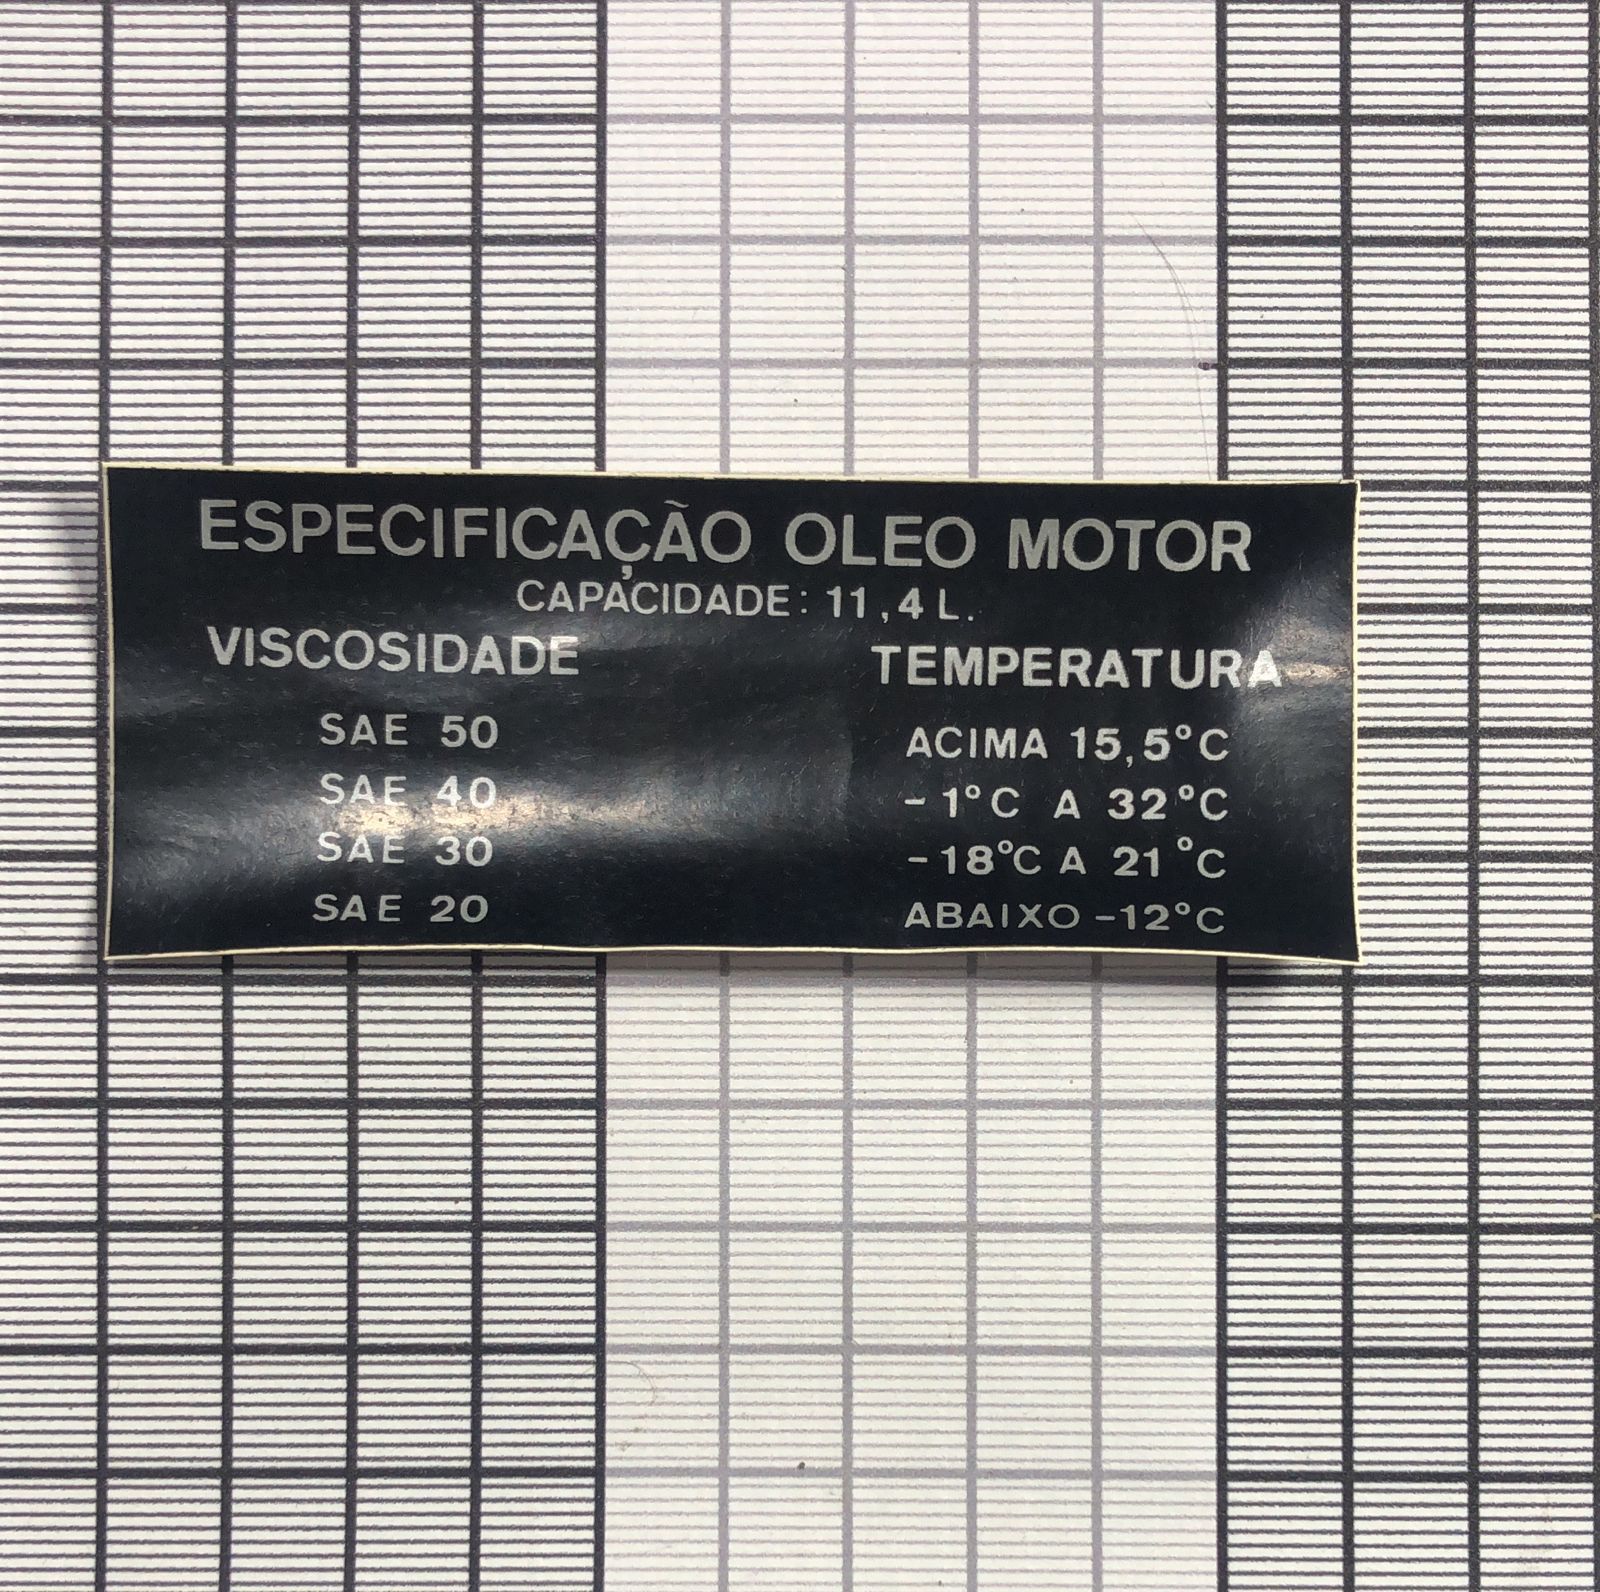 ESPECIFICAÇÃO OLEO MOTOR
CAPACIDADE: 11,4 L.
VISCOSIDADE TEMPERATURA
SAE 50 ACIMA 15,5°C
SAE 40 -1°C A 32°C
SAE 30 -18°C A 21°C
SAE 20 ABAIXO -12°C